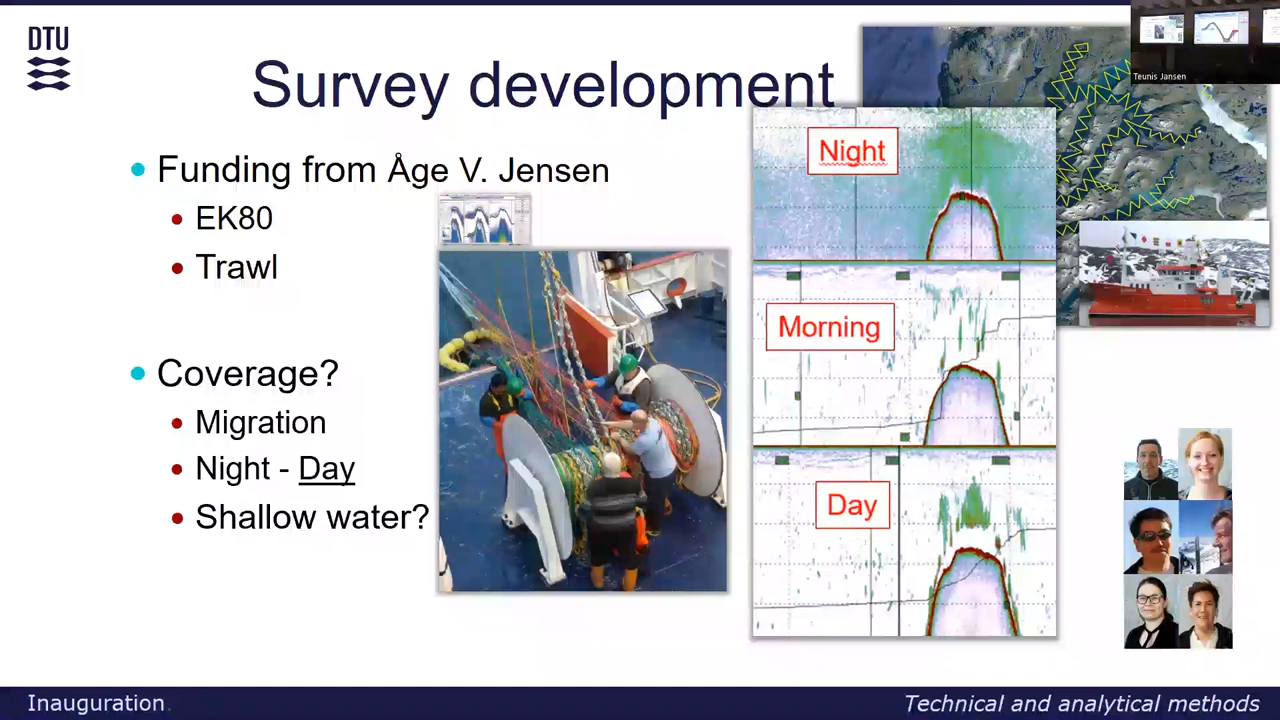 DTU
Teunis Jansen
Survey development
Funding from Åge V. Jensen
EK80
Trawl
Coverage?
Migration
Night - Day
Shallow water?
Night
Morning
Day
Inauguration.
Technical and analytical methods